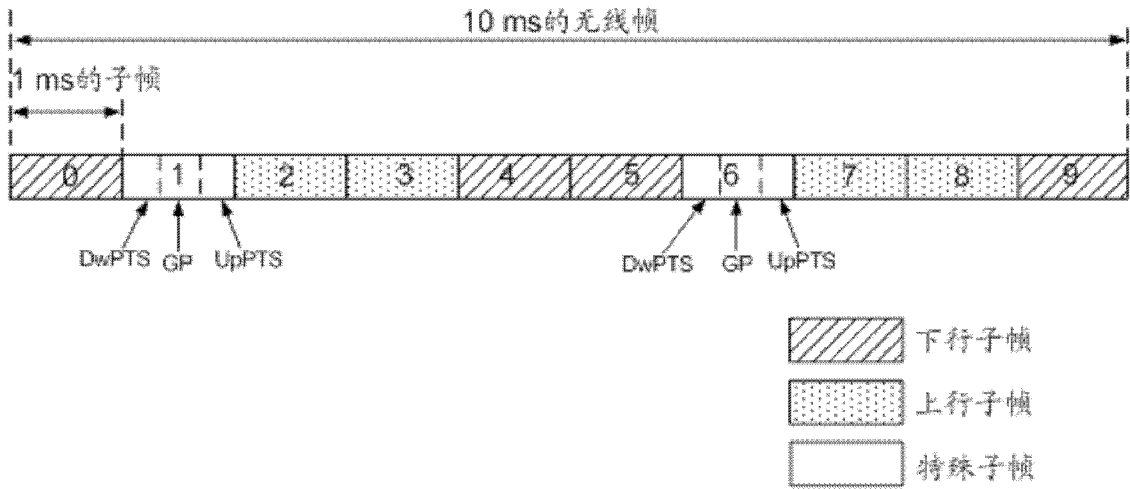 10 ms的无线帧
1 ms的子帧
0 1 2 3 4 5 6 7 8 9
DwPTS GP UpPTS DwPTS GP UpPTS
下行子帧
上行子帧
特殊子帧